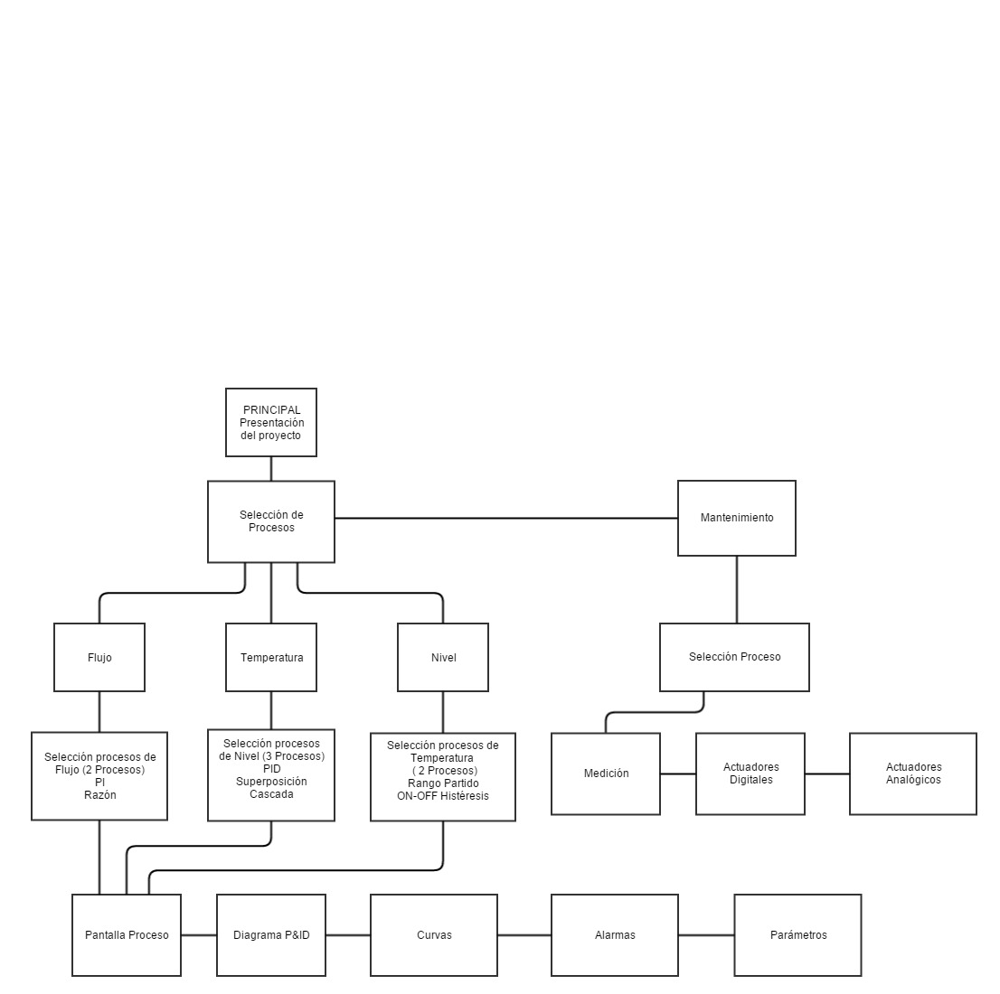 PRINCIPAL
Presentación
del proyecto
Selección de
Procesos
Mantenimiento
Flujo
Temperatura
Nivel
Selección Proceso
Selección procesos de
Flujo (2 Procesos)
PI
Razón
Selección procesos
de Nivel (3 Procesos)
PID
Superposición
Cascada
Selección procesos de
Temperatura
( 2 Procesos)
Rango Partido
ON-OFF Histéresis
Medición
Actuadores
Digitales
Actuadores
Analógicos
Pantalla Proceso
Diagrama P&ID
Curvas
Alarmas
Parámetros